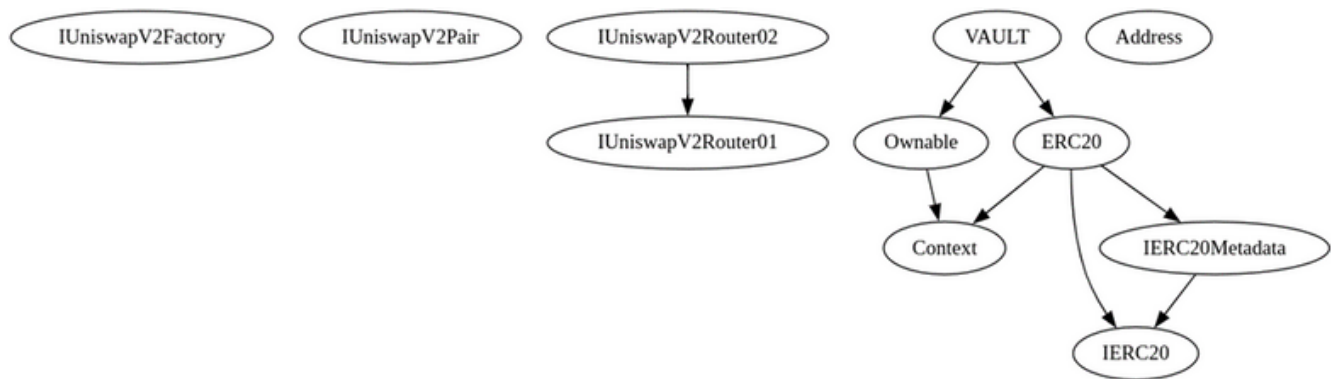 IUniswapV2Factory
IUniswapV2Pair
IUniswapV2Router02
VAULT
Address
IUniswapV2Router01
Ownable
ERC20
Context
IERC20Metadata
IERC20